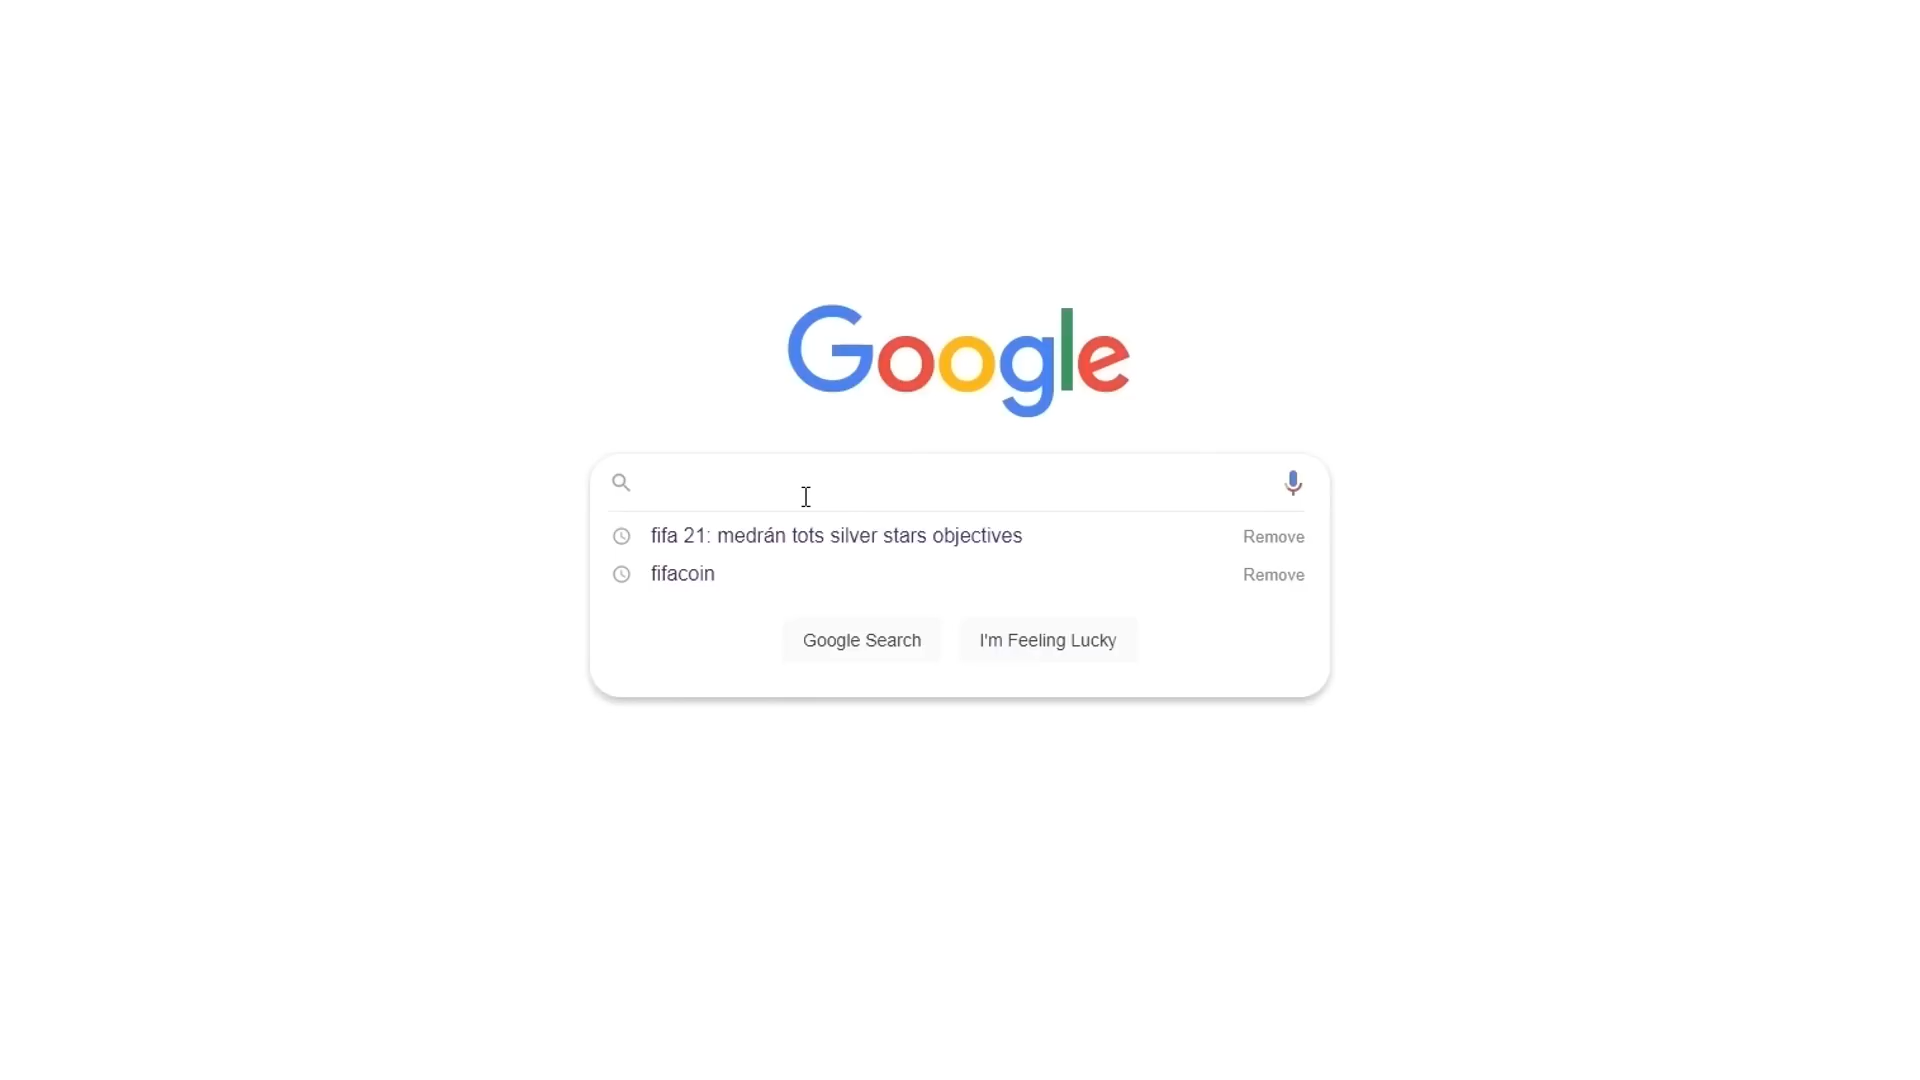 Google
fifa 21: medrán tots silver stars objectives Remove
fifacoin Remove
Google Search I'm Feeling Lucky